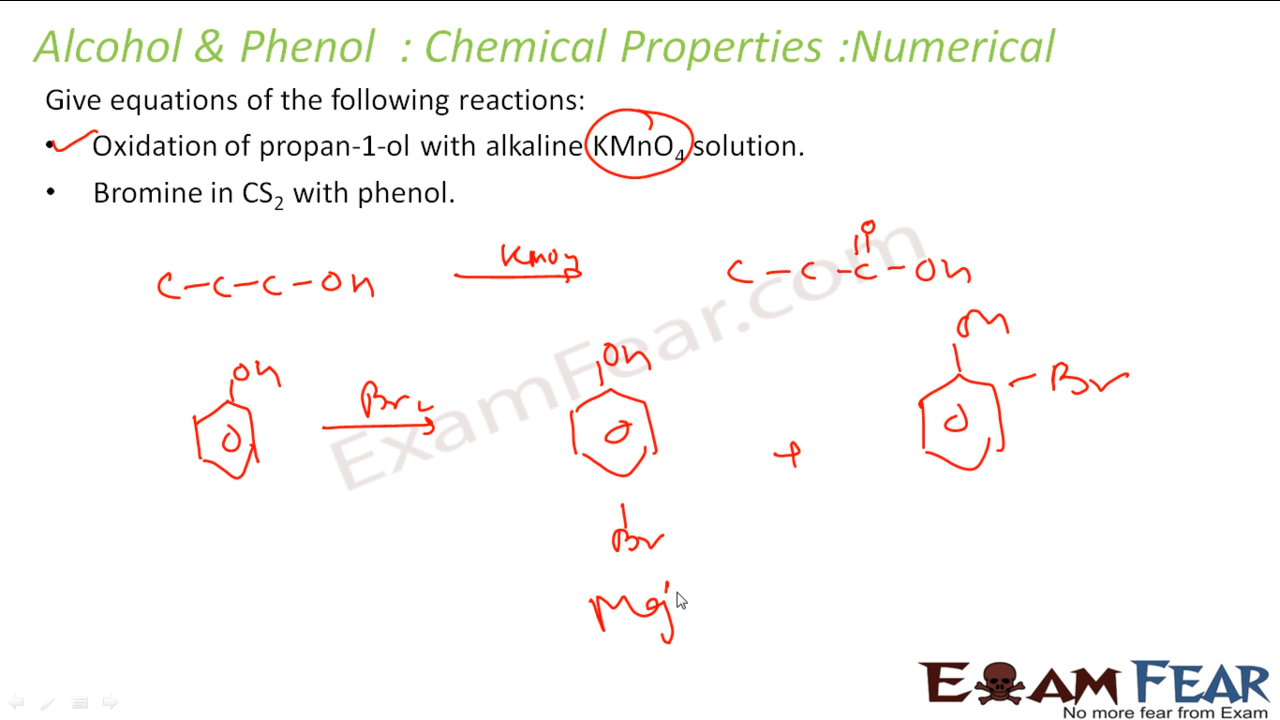 Alcohol & Phenol : Chemical Properties :Numerical
Give equations of the following reactions:
• Oxidation of propan-1-ol with alkaline KMnO₄ solution.
• Bromine in CS₂ with phenol.
C-C-C-OH KMnO₄ C-C-C-OH
O
OH Br₂ OH + OH
Br
Br
Maj
ExamFear.com
EXAMFEAR
No more fear from Exam